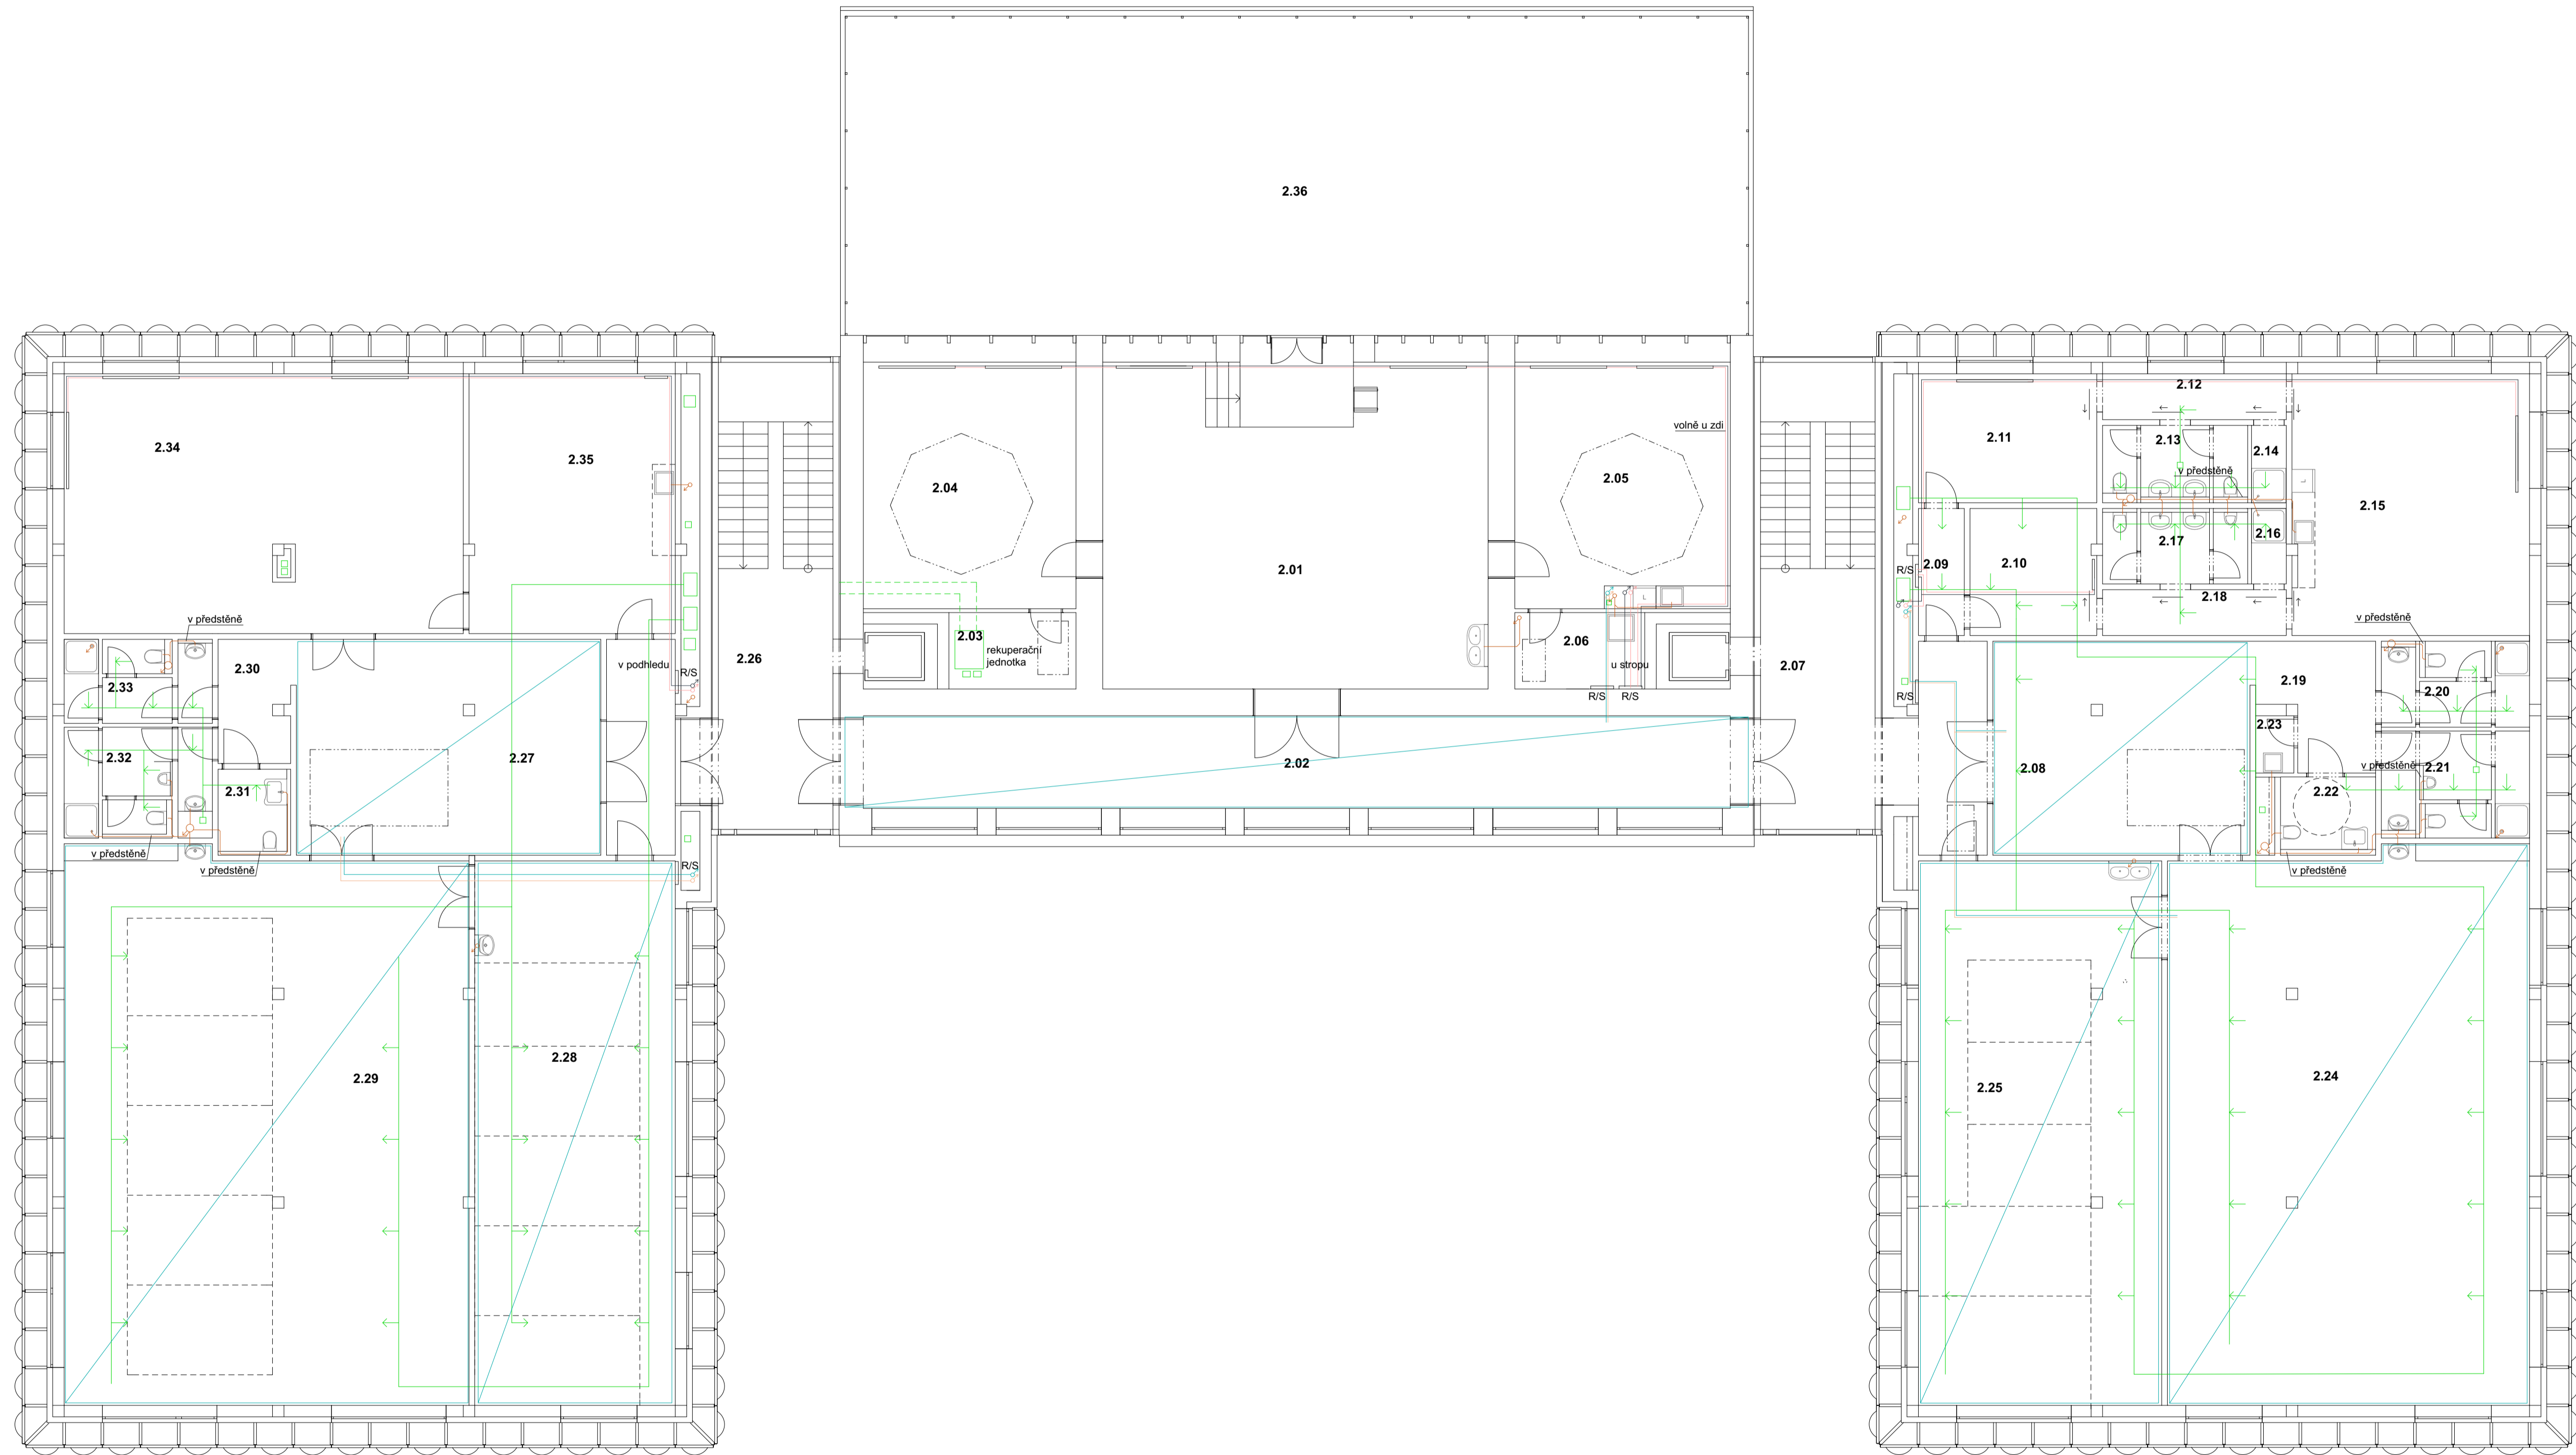 2.36
2.12
volně u zdi
2.11
2.13
2.34
2.14
2.35
v předstěně
2.05
2.04
2.15
2.16
2.17
2.09
2.10
R/S
2.01
2.18
L
L
v předstěně
v předstěně
2.03
2.06
rekuperační
jednotka
2.26
v podhledu
u stropu
2.07
2.30
R/S
2.19
2.33
2.20
R/S
R/S
R/S
2.23
2.32
2.27
2.02
2.08
v předstěně
2.21
2.31
2.22
v předstěně
v předstěně
R/S
v předstěně
2.28
2.29
2.25
2.24